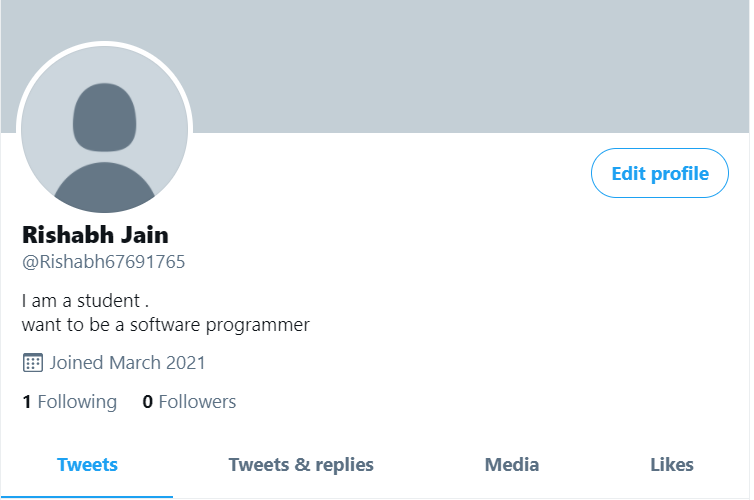 Edit profile
Rishabh Jain
@Rishabh67691765
I am a student .
want to be a software programmer
Joined March 2021
1 Following 0 Followers
Tweets Tweets & replies Media Likes